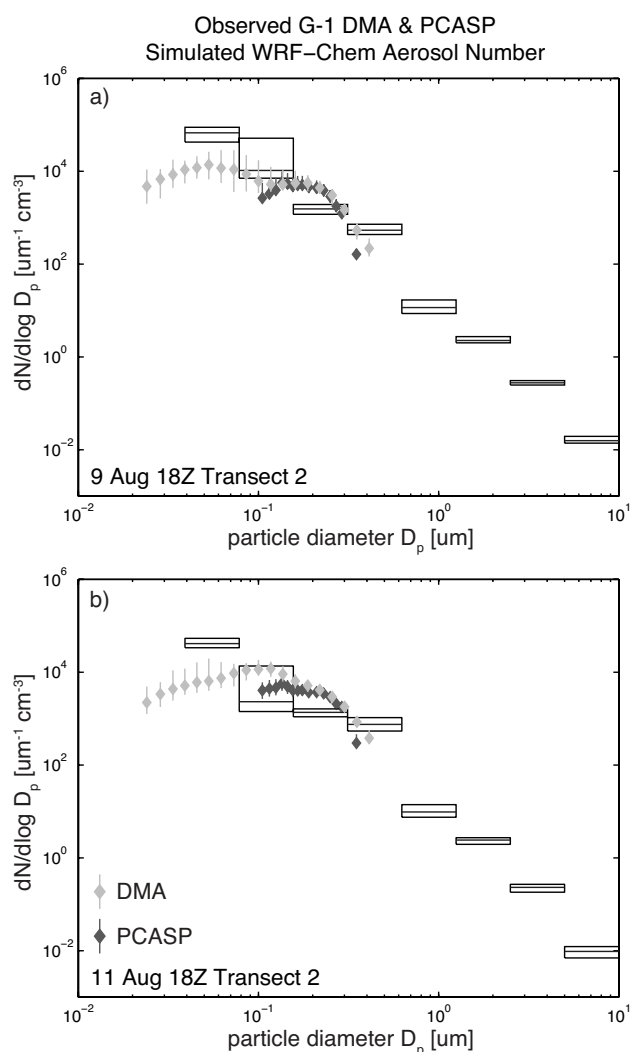 Observed G-1 DMA & PCASP
Simulated WRF-Chem Aerosol Number
a)
10^6
10^4
10^2
10^0
10^-2
dN/dlog D_p [um^-1 cm^-3]
9 Aug 18Z Transect 2
10^-2 10^-1 10^0 10^1
particle diameter D_p [um]
b)
10^6
10^4
10^2
10^0
10^-2
dN/dlog D_p [um^-1 cm^-3]
DMA
PCASP
11 Aug 18Z Transect 2
10^-2 10^-1 10^0 10^1
particle diameter D_p [um]